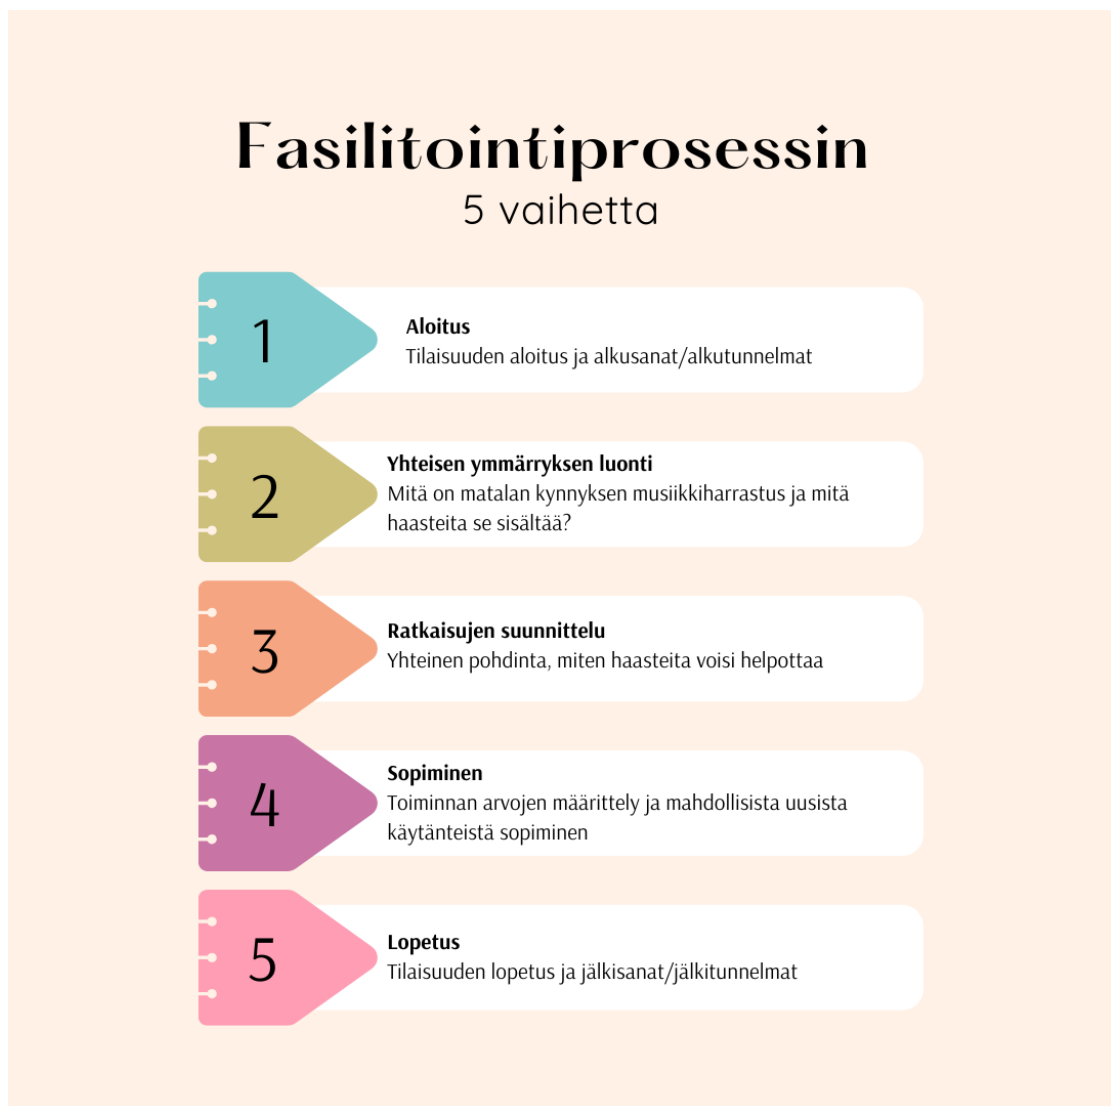 Fasilitointiprosessin
5 vaihetta
1
Aloitus
Tilaisuuden aloitus ja alkusanat/alkutunnelmat
2
Yhteisen ymmärryksen luonti
Mitä on matalan kynnyksen musiikkiharrastus ja mitä
haasteita se sisältää?
3
Ratkaisujen suunnittelu
Yhteinen pohdinta, miten haasteita voisi helpottaa
4
Sopiminen
Toiminnan arvojen määrittely ja mahdollisista uusista
käytänteistä sopiminen
5
Lopetus
Tilaisuuden lopetus ja jälkisanat/jälkitunnelmat